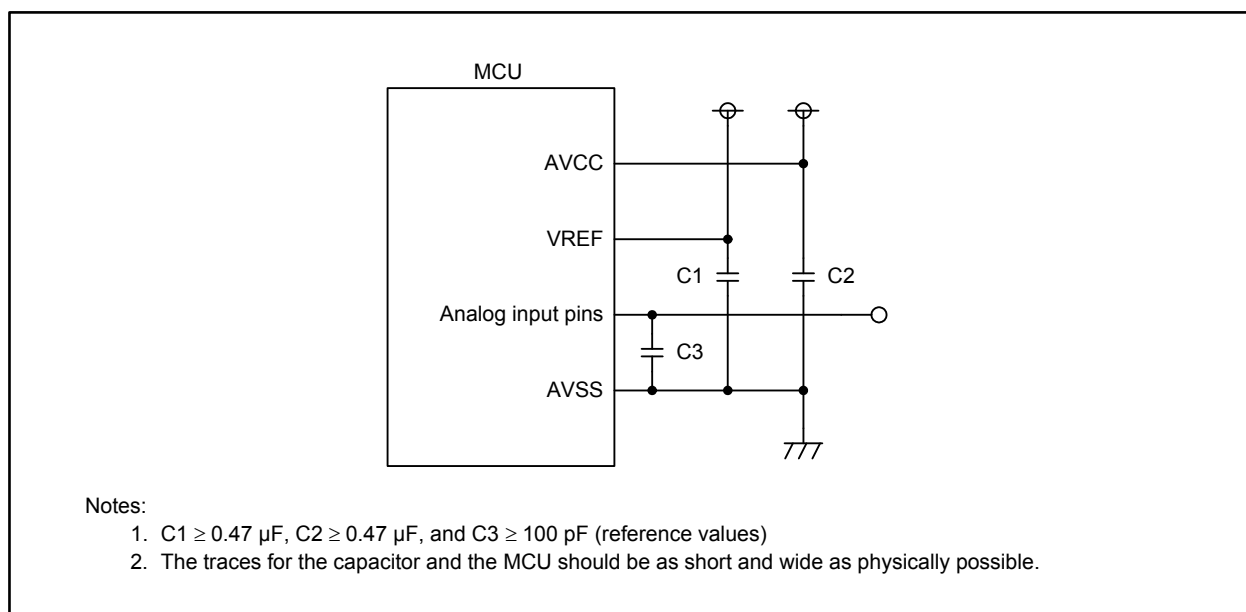 MCU
AVCC
VREF
C1
C2
Analog input pins
C3
AVSS
Notes:
1. C1 ≥ 0.47 µF, C2 ≥ 0.47 µF, and C3 ≥ 100 pF (reference values)
2. The traces for the capacitor and the MCU should be as short and wide as physically possible.